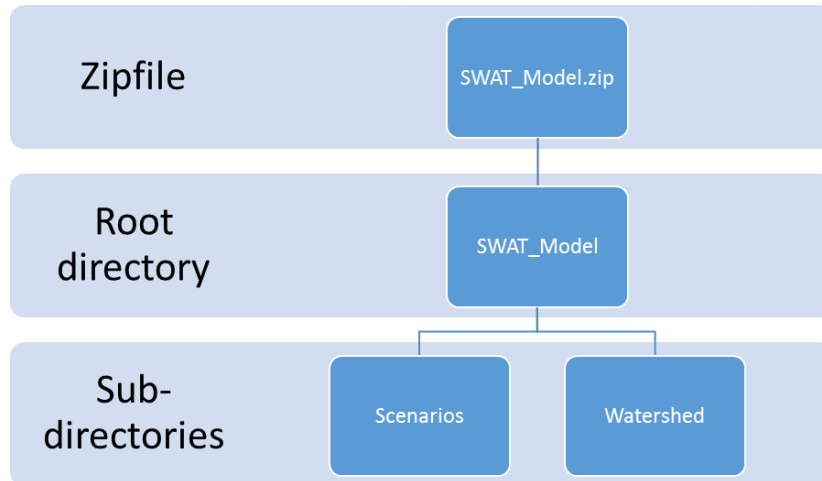 Zipfile
SWAT_Model.zip
Root
directory
SWAT_Model
Sub-
directories
Scenarios
Watershed